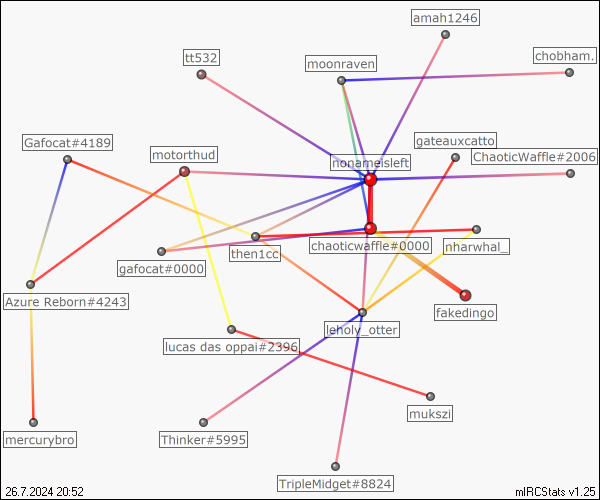 amah1246
tt532
moonraven
chobham.
Gafocat#4189
motorthud
nonameisleft
gateauxcatto
ChaoticWaffle#2006
gafocat#0000
then1cc
chaoticwaffle#0000
nharwhal_
Azure Reborn#4243
fakedingo
leholy_otter
lucas das oppai#2396
mukszi
mercurybro
Thinker#5995
TripleMidget#8824
26.7.2024 20:52
mIRCStats v1.25